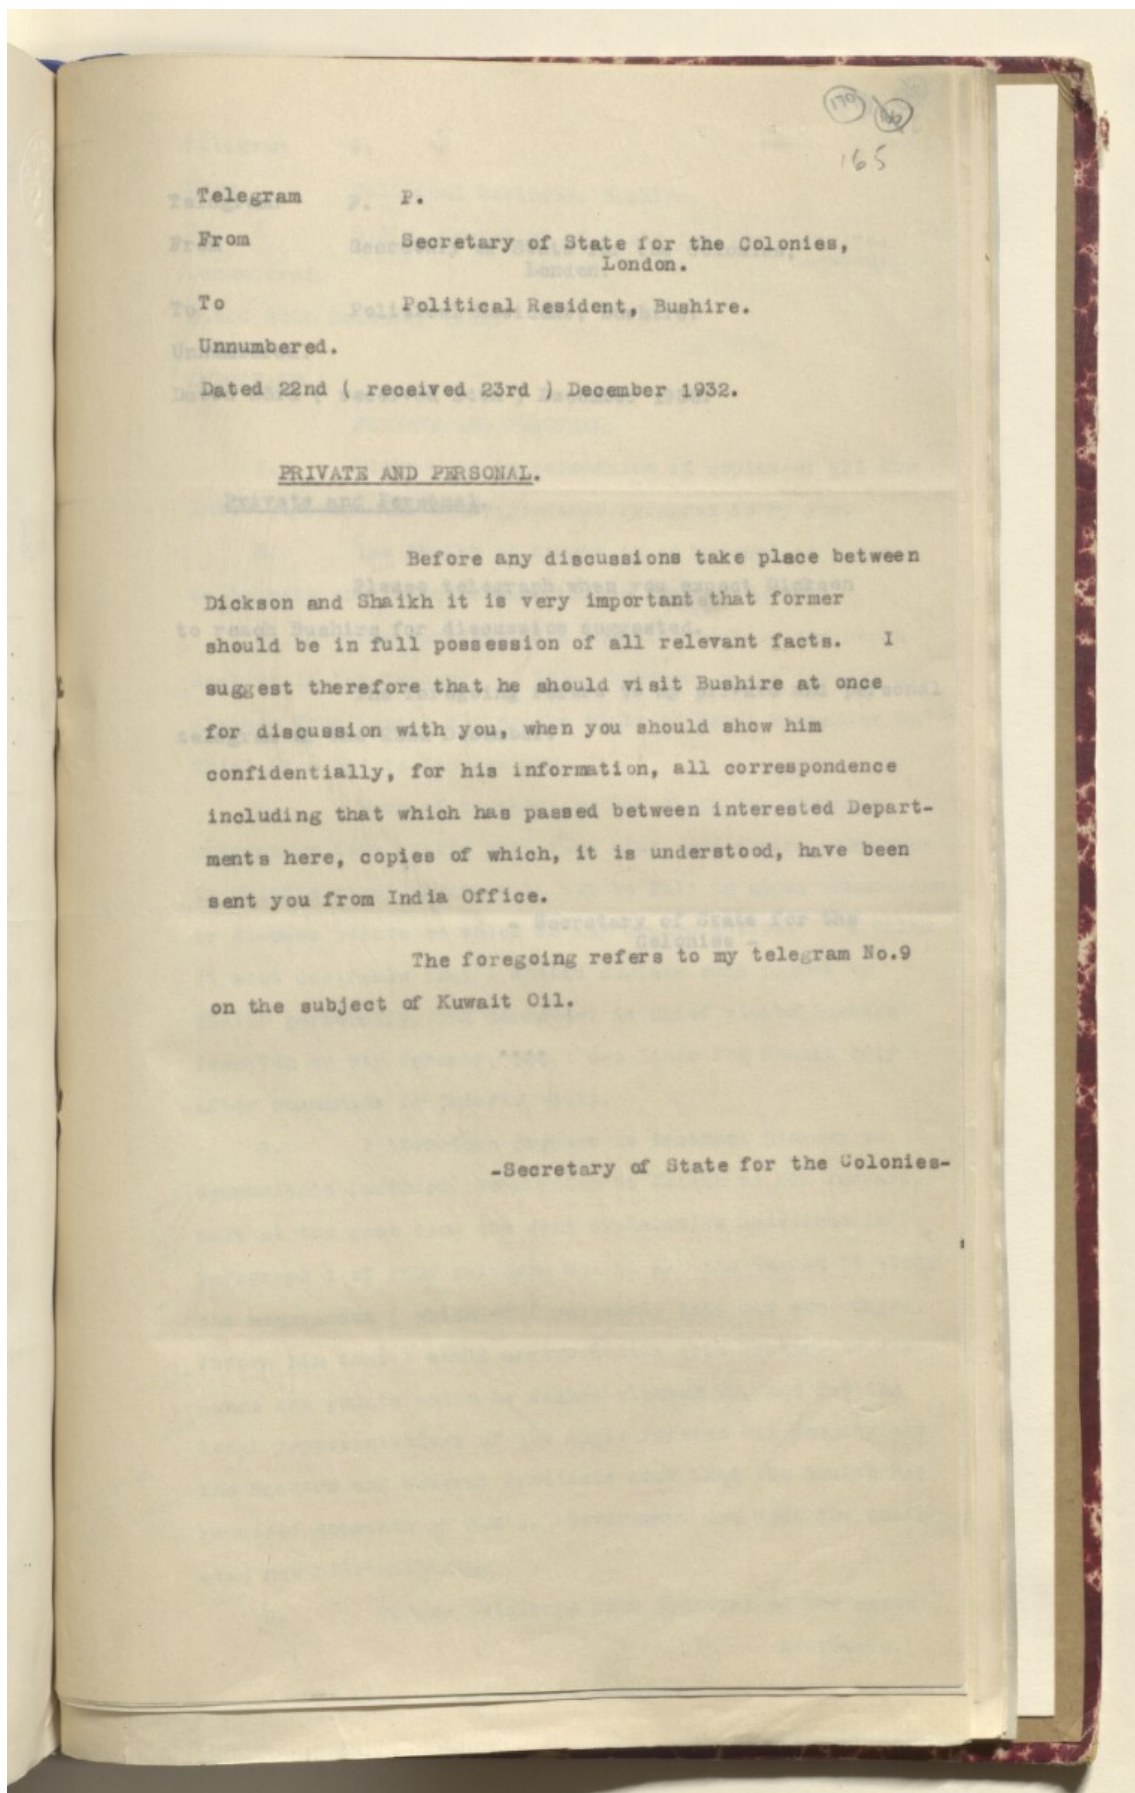 170
165
Telegram P.
From Secretary of State for the Colonies,
London.
To Political Resident, Bushire.
Unnumbered.
Dated 22nd ( received 23rd ) December 1932.
PRIVATE AND PERSONAL.
Before any discussions take place between
Dickson and Shaikh it is very important that former
should be in full possession of all relevant facts. I
suggest therefore that he should visit Bushire at once
for discussion with you, when you should show him
confidentially, for his information, all correspondence
including that which has passed between interested Depart-
ments here, copies of which, it is understood, have been
sent you from India Office.
The foregoing refers to my telegram No.9
on the subject of Kuwait Oil.
-Secretary of State for the Colonies-